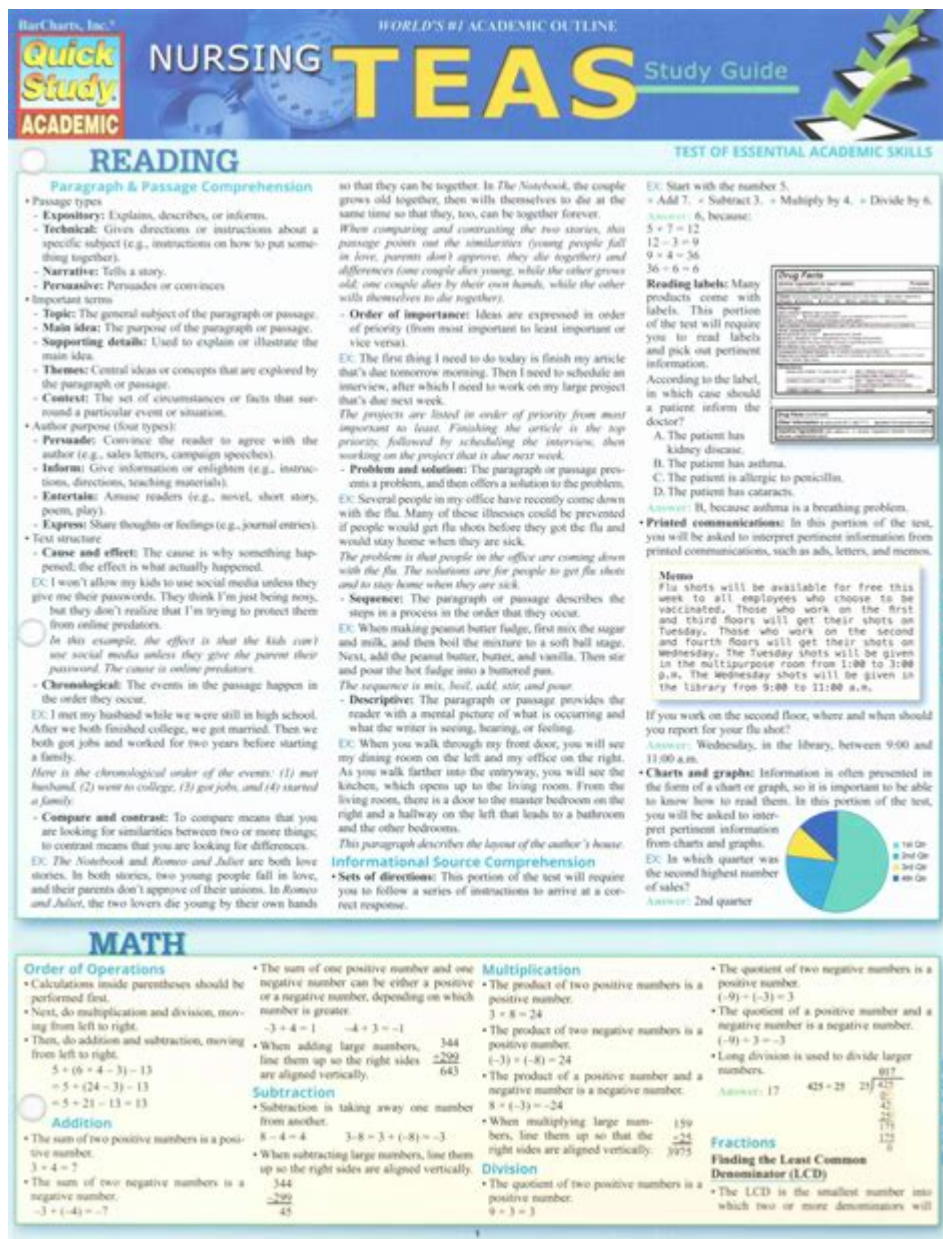 BarCharts, Inc.®
WORLD'S #1 ACADEMIC OUTLINE
Quick
Study®
ACADEMIC
NURSING
TEAS
Study Guide
TEST OF ESSENTIAL ACADEMIC SKILLS
READING
Paragraph & Passage Comprehension
• Passage types
- Expository: Explains, describes, or informs.
- Technical: Gives directions or instructions about a
specific subject (e.g., instructions on how to put some-
thing together).
- Narrative: Tells a story.
- Persuasive: Persuades or convinces
• Important terms
- Topic: The general subject of the paragraph or passage.
- Main idea: The purpose of the paragraph or passage.
- Supporting details: Used to explain or illustrate the
main idea.
- Themes: Central ideas or concepts that are explored by
the paragraph or passage.
- Context: The set of circumstances or facts that sur-
round a particular event or situation.
• Author purpose (four types):
- Persuade: Convince the reader to agree with the
author (e.g., sales letters, campaign speeches).
- Inform: Give information or enlighten (e.g., instruc-
tions, directions, teaching materials).
- Entertain: Amuse readers (e.g., novel, short story,
poem, play).
- Express: Share thoughts or feelings (e.g., journal entries).
• Text structure
- Cause and effect: The cause is why something hap-
pened; the effect is what actually happened.
EX: I won't allow my kids to use social media unless they
give me their passwords. They think I'm just being nosy,
but they don't realize that I'm trying to protect them
from online predators.
In this example, the effect is that the kids can't
use social media unless they give the parent their
password. The cause is online predators.
- Chronological: The events in the passage happen in
the order they occur.
EX: I met my husband while we were still in high school.
After we both finished college, we got married. Then we
both got jobs and worked for two years before starting
a family.
Here is the chronological order of the events: (1) met
husband, (2) went to college, (3) got jobs, and (4) started
a family.
- Compare and contrast: To compare means that you
are looking for similarities between two or more things;
to contrast means that you are looking for differences.
EX: The Notebook and Romeo and Juliet are both love
stories. In both stories, two young people fall in love,
and their parents don't approve of their unions. In Romeo
and Juliet, the two lovers die young by their own hands
so that they can be together. In The Notebook, the couple
grows old together, then wills themselves to die at the
same time so that they, too, can be together forever.
When comparing and contrasting the two stories, this
passage points out the similarities (young people fall
in love, parents don't approve, they die together) and
differences (one couple dies young, while the other grows
old; one couple dies by their own hands, while the other
wills themselves to die together).
- Order of importance: Ideas are expressed in order
of priority (from most important to least important or
vice versa).
EX: The first thing I need to do today is finish my article
that's due tomorrow morning. Then I need to schedule an
interview, after which I need to work on my large project
that's due next week.
The projects are listed in order of priority from most
important to least. Finishing the article is the top
priority, followed by scheduling the interview, then
working on the project that is due next week.
- Problem and solution: The paragraph or passage pres-
ents a problem, and then offers a solution to the problem.
EX: Several people in my office have recently come down
with the flu. Many of these illnesses could be prevented
if people would get flu shots before they got the flu and
would stay home when they are sick.
The problem is that people in the office are coming down
with the flu. The solutions are for people to get flu shots
and to stay home when they are sick.
- Sequence: The paragraph or passage describes the
steps in a process in the order that they occur.
EX: When making peanut butter fudge, first mix the sugar
and milk, and then boil the mixture to a soft ball stage.
Next, add the peanut butter, butter, and vanilla. Then stir
and pour the hot fudge into a buttered pan.
The sequence is mix, boil, add, stir, and pour.
- Descriptive: The paragraph or passage provides the
reader with a mental picture of what is occurring and
what the writer is seeing, hearing, or feeling.
EX: When you walk through my front door, you will see
my dining room on the left and my office on the right.
As you walk farther into the entryway, you will see the
kitchen, which opens up to the living room. From the
living room, there is a door to the master bedroom on the
right and a hallway on the left that leads to a bathroom
and the other bedrooms.
This paragraph describes the layout of the author's house.
Informational Source Comprehension
• Sets of directions: This portion of the test will require
you to follow a series of instructions to arrive at a cor-
rect response.
EX: Start with the number 5.
• Add 7. • Subtract 3. • Multiply by 4. • Divide by 6.
Answer: 6, because:
5 + 7 = 12
12 – 3 = 9
9 × 4 = 36
36 ÷ 6 = 6
Reading labels: Many
products come with
labels. This portion
of the test will require
you to read labels
and pick out pertinent
information.
According to the label,
in which case should
a patient inform the
doctor?
A. The patient has
kidney disease.
B. The patient has asthma.
C. The patient is allergic to penicillin.
D. The patient has cataracts.
Answer: B, because asthma is a breathing problem.
Drug Facts
• Printed communications: In this portion of the test,
you will be asked to interpret pertinent information from
printed communications, such as ads, letters, and memos.
Memo
Flu shots will be available for free this
week to all employees who choose to be
vaccinated. Those who work on the first
and third floors will get their shots on
Tuesday. Those who work on the second
and fourth floors will get their shots on
Wednesday. The Tuesday shots will be given
in the multipurpose room from 1:00 to 3:00
p.m. The Wednesday shots will be given in
the library from 9:00 to 11:00 a.m.
If you work on the second floor, where and when should
you report for your flu shot?
Answer: Wednesday, in the library, between 9:00 and
11:00 a.m.
• Charts and graphs: Information is often presented in
the form of a chart or graph, so it is important to be able
to know how to read them. In this portion of the test,
you will be asked to inter-
pret pertinent information
from charts and graphs.
EX: In which quarter was
the second highest number
of sales?
Answer: 2nd quarter
1st Qtr
2nd Qtr
3rd Qtr
4th Qtr
MATH
Order of Operations
• Calculations inside parentheses should be
performed first.
• Next, do multiplication and division, mov-
ing from left to right.
• Then, do addition and subtraction, moving
from left to right.
5 + (6 × 4 – 3) – 13
= 5 + (24 – 3) – 13
= 5 + 21 – 13 = 13
Addition
• The sum of two positive numbers is a posi-
tive number.
3 + 4 = 7
• The sum of two negative numbers is a
negative number.
–3 + (–4) = –7
• The sum of one positive number and one
negative number can be either a positive
or a negative number, depending on which
number is greater.
–3 + 4 = 1 –4 + 3 = –1
• When adding large numbers,
line them up so the right sides
are aligned vertically.
344
+299
643
Subtraction
• Subtraction is taking away one number
from another.
8 – 4 = 4 3–8 = 3 + (–8) = –5
• When subtracting large numbers, line them
up so the right sides are aligned vertically.
344
–299
45
Multiplication
• The product of two positive numbers is a
positive number.
3 × 8 = 24
• The product of two negative numbers is a
positive number.
(–3) × (–8) = 24
• The product of a positive number and a
negative number is a negative number.
8 × (–3) = –24
• When multiplying large num-
bers, line them up so that the
right sides are aligned vertically.
159
×25
3975
Division
• The quotient of two positive numbers is a
positive number.
9 ÷ 3 = 3
• The quotient of two negative numbers is a
positive number.
(–9) ÷ (–3) = 3
• The quotient of a positive number and a
negative number is a negative number.
(–9) ÷ 3 = –3
• Long division is used to divide larger
numbers.
Answer: 17
425 ÷ 25
017
25 425
0
42
25
175
175
0
Fractions
Finding the Least Common
Denominator (LCD)
• The LCD is the smallest number into
which two or more denominators will
1